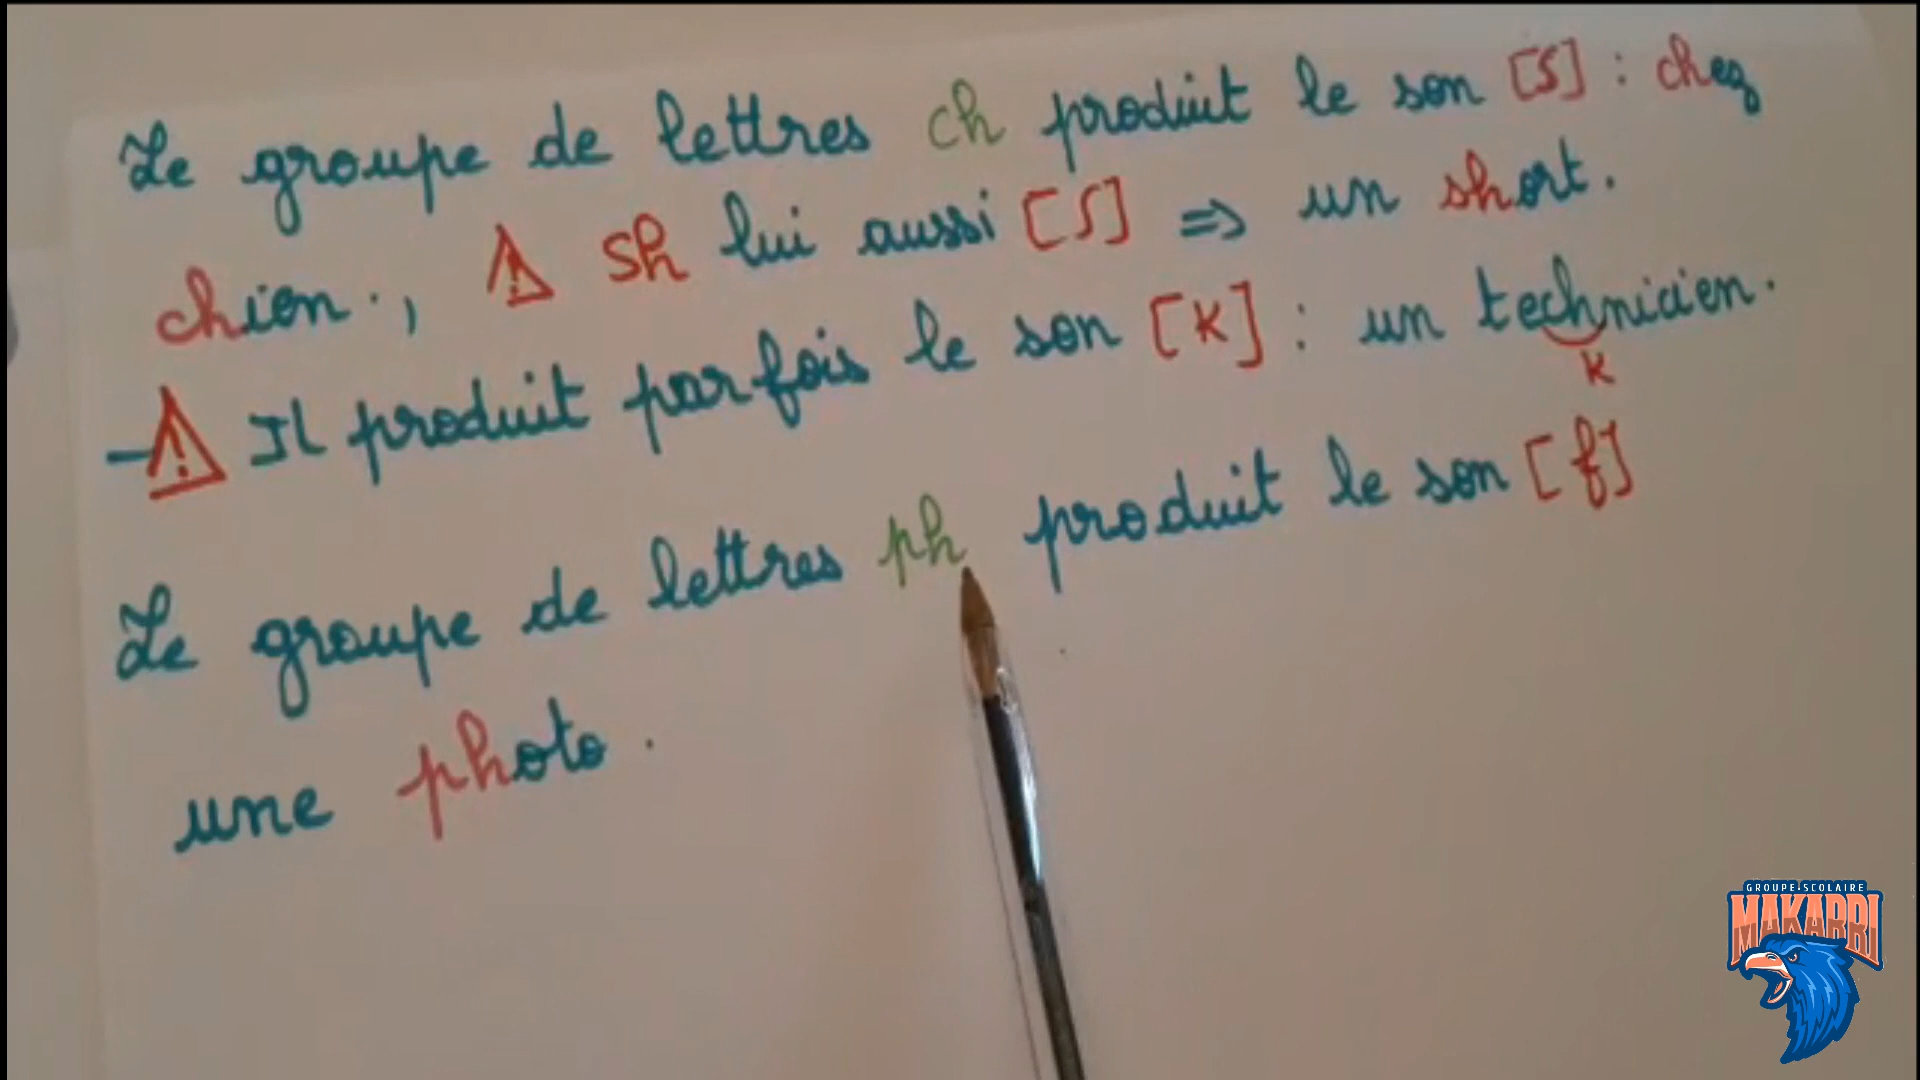 Le groupe de lettres ch produit le son [ʃ] : chez
chien., ⚠ Sh lui aussi [ʃ] => un short.
-⚠ Il produit parfois le son [K] : un technicien.
K
Le groupe de lettres ph produit le son [f]
une photo.
GROUPE·SCOLAIRE
MAKARRI